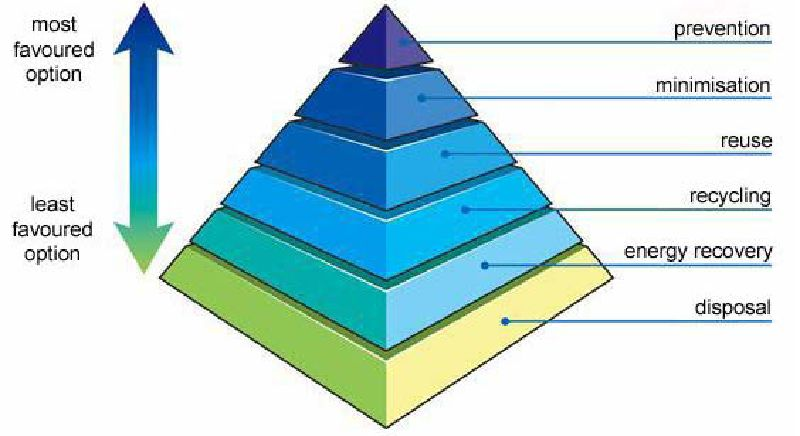 most
favoured
option
least
favoured
option
prevention
minimisation
reuse
recycling
energy recovery
disposal